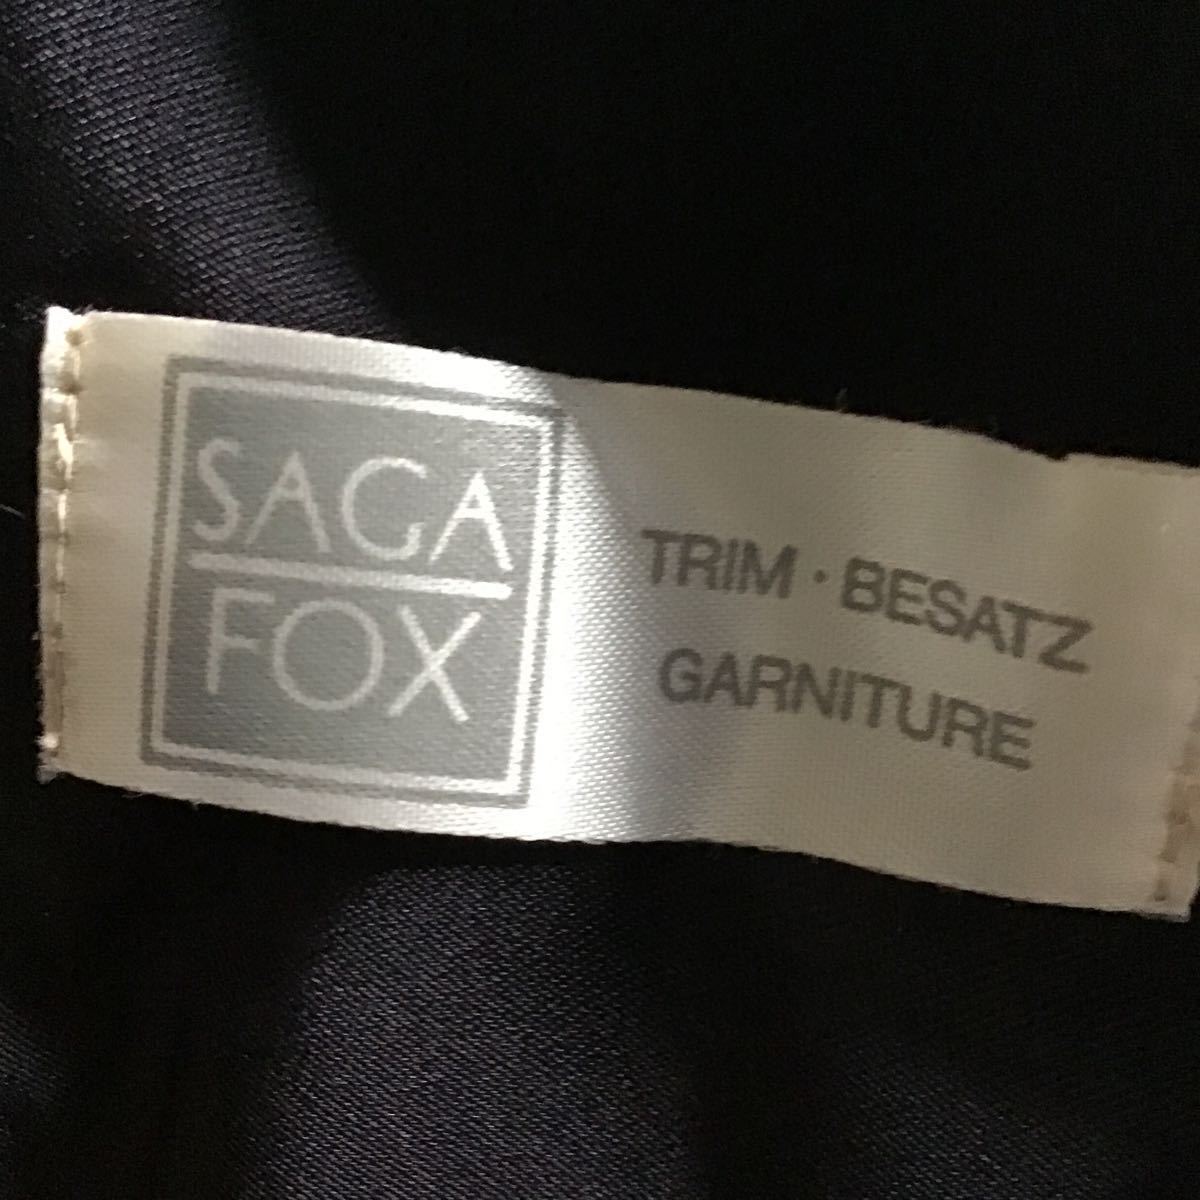 SAGA
FOX
TRIM · BESATZ
GARNITURE